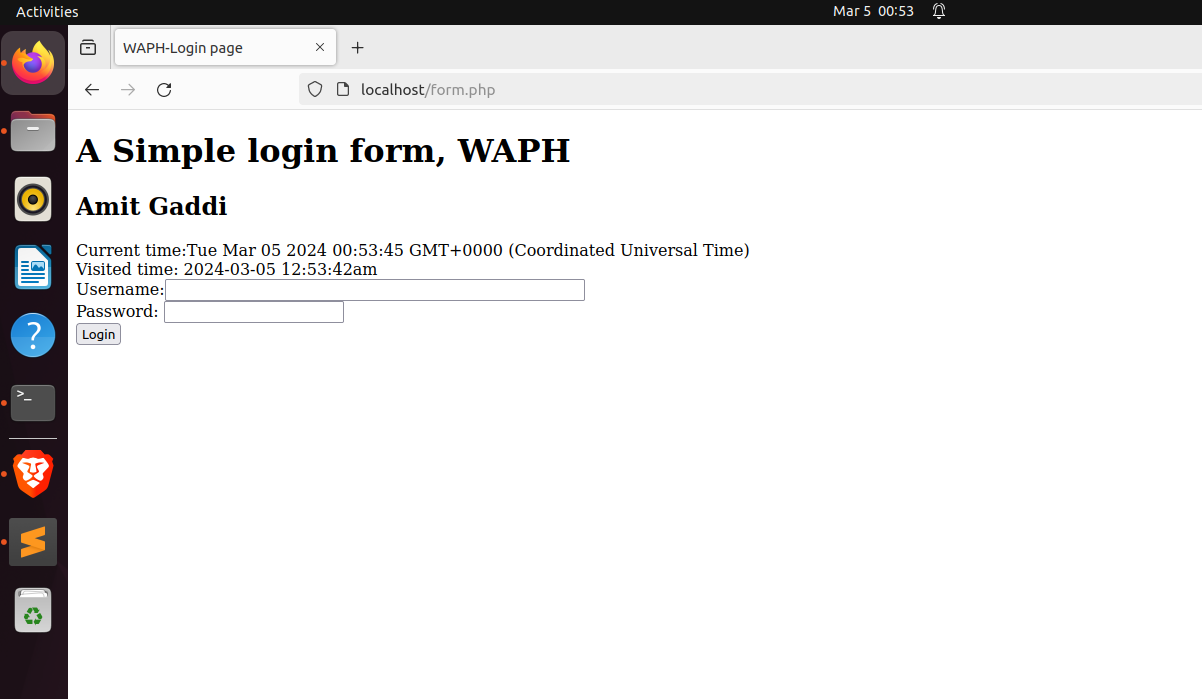 Activities
Mar 5 00:53
WAPH-Login page
localhost/form.php
A Simple login form, WAPH
Amit Gaddi
Current time:Tue Mar 05 2024 00:53:45 GMT+0000 (Coordinated Universal Time)
Visited time: 2024-03-05 12:53:42am
Username:
Password:
Login
?
>_